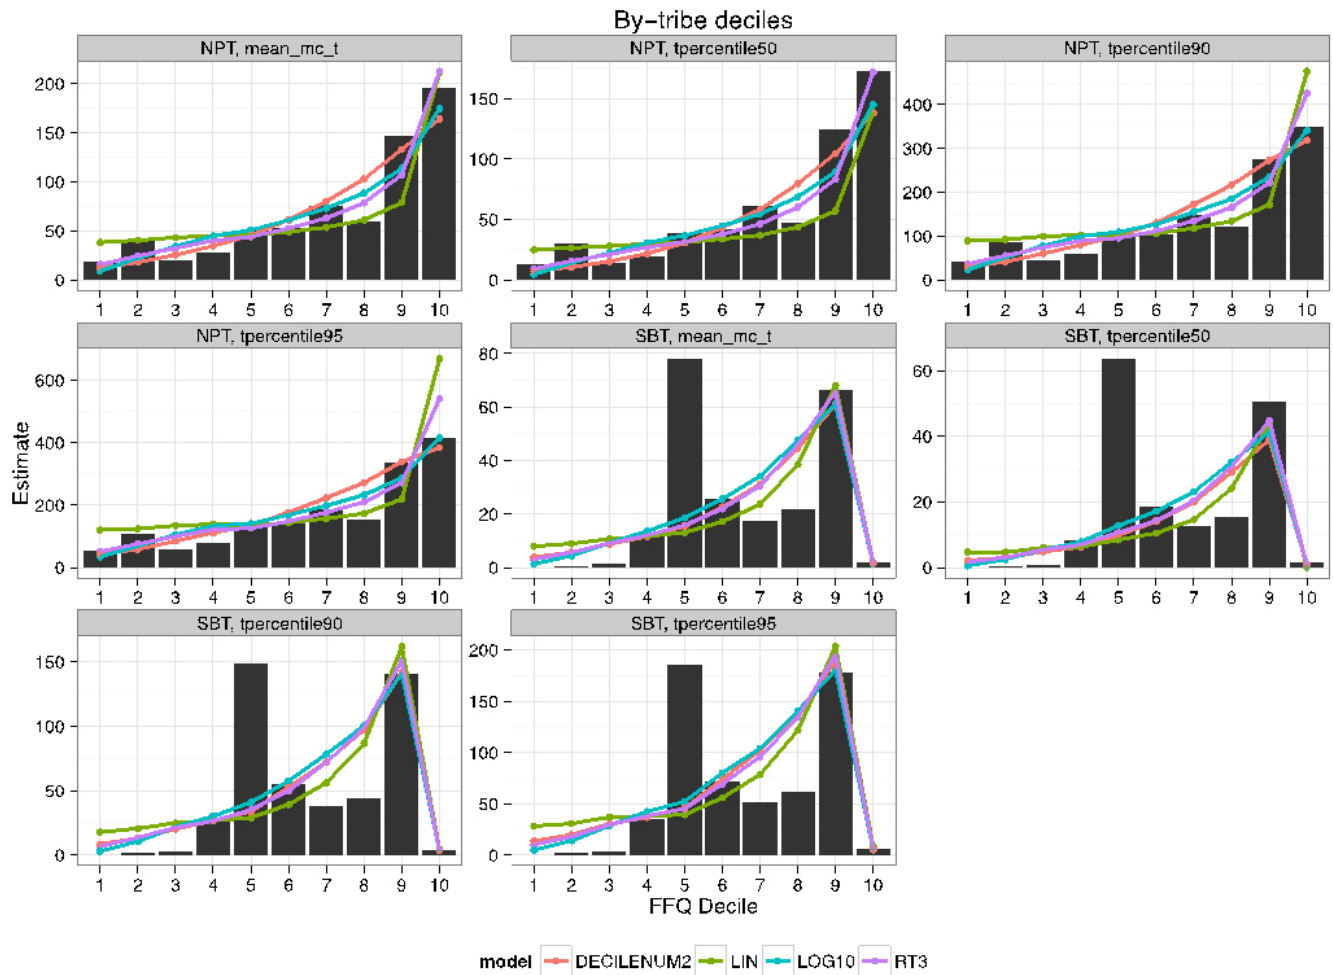 By-tribe deciles
NPT, mean_mc_t
NPT, tpercentile50
NPT, tpercentile90
200
150
100
50
0
150
100
50
0
400
300
200
100
0
1 2 3 4 5 6 7 8 9 10
1 2 3 4 5 6 7 8 9 10
1 2 3 4 5 6 7 8 9 10
NPT, tpercentile95
SBT, mean_mc_t
SBT, tpercentile50
Estimate
600
400
200
0
80
60
40
20
0
60
40
20
0
1 2 3 4 5 6 7 8 9 10
1 2 3 4 5 6 7 8 9 10
1 2 3 4 5 6 7 8 9 10
SBT, tpercentile90
SBT, tpercentile95
150
100
50
0
200
150
100
50
0
1 2 3 4 5 6 7 8 9 10
1 2 3 4 5 6 7 8 9 10
FFQ Decile
model DECILENUM2 LIN LOG10 RT3